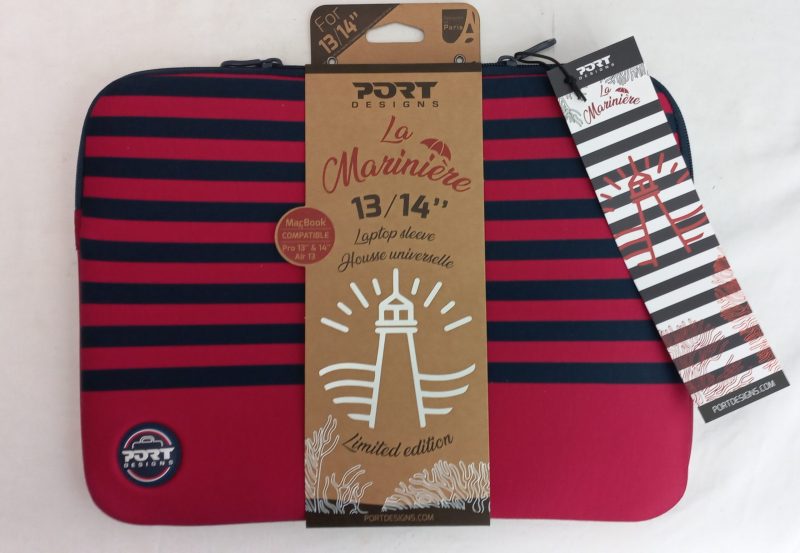 For
13/14"
Paris
PORT
DESIGNS
La
Marinière
13/14"
Laptop sleeve
Housse universelle
MacBook
COMPATIBLE
Pro 13" & 14"
Air 13
Limited edition
PORTDESIGNS.COM
PORT
DESIGNS
PORT
DESIGNS
La
Marinière
PORTDESIGNS.COM